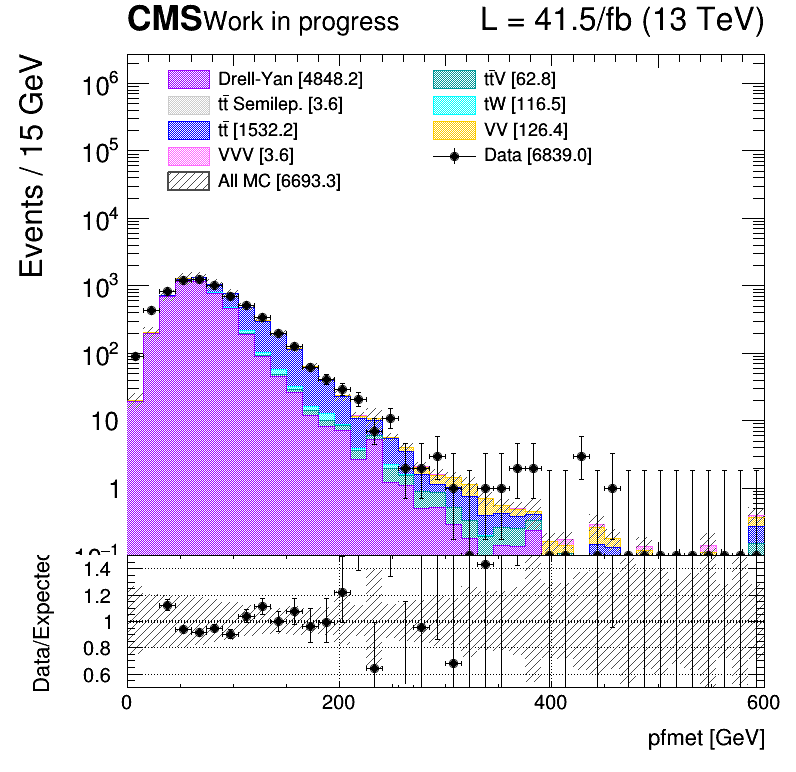 CMS Work in progress L = 41.5/fb (13 TeV)
Events / 15 GeV
Drell-Yan [4848.2] tt̄V [62.8]
tt̄ Semilep. [3.6] tW [116.5]
tt̄ [1532.2] VV [126.4]
VVV [3.6] Data [6839.0]
All MC [6693.3]
10⁶
10⁵
10⁴
10³
10²
10
1
10⁻¹
Data/Expected
1.4
1.2
1
0.8
0.6
0 200 400 600
pfmet [GeV]